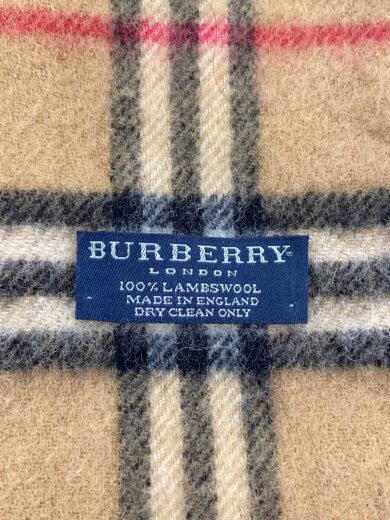 BURBERRY®
LONDON
100% LAMBSWOOL
MADE IN ENGLAND
DRY CLEAN ONLY